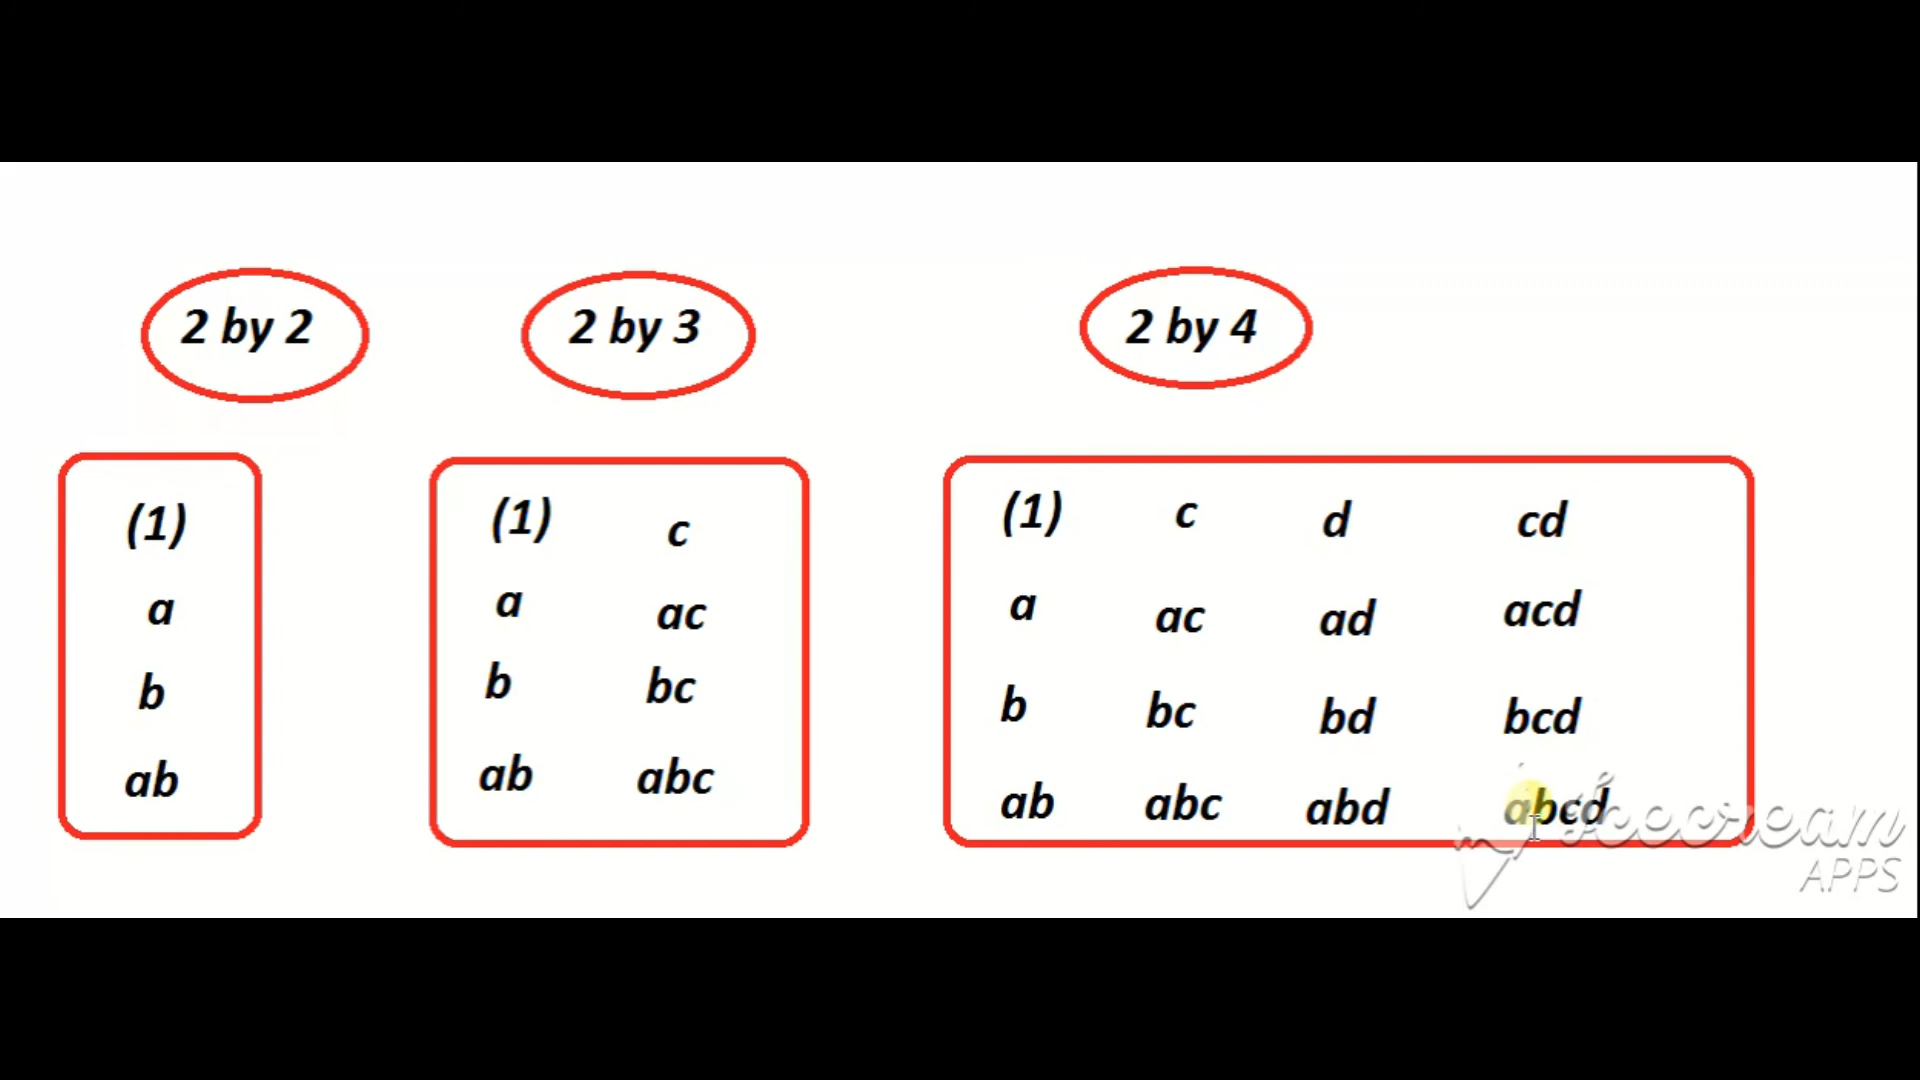 2 by 2 2 by 3 2 by 4
(1) (1) c (1) c d cd
a a ac a ac ad acd
b b bc b bc bd bcd
ab ab abc ab abc abd abcd
Icecream
APPS